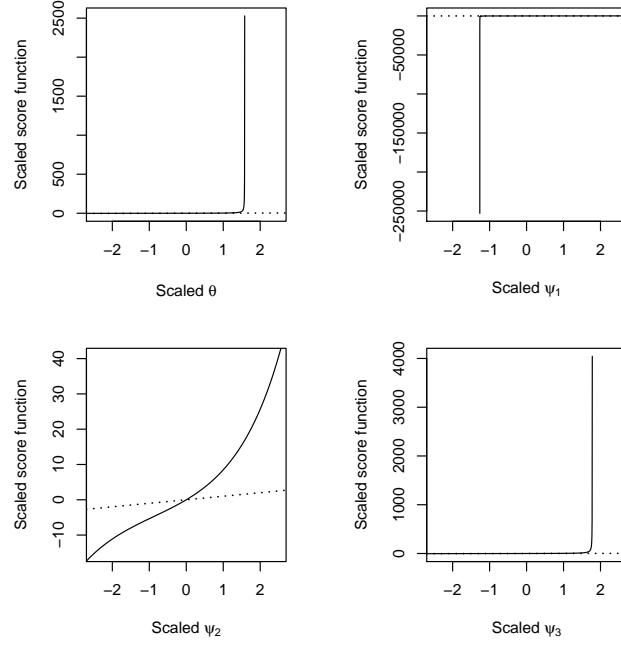 Scaled score function
2500
1500
500
0
−2 −1 0 1 2
Scaled θ
Scaled score function
−50000
−150000
−250000
−2 −1 0 1 2
Scaled ψ1
Scaled score function
40
30
20
10
0
−10
−2 −1 0 1 2
Scaled ψ2
Scaled score function
4000
3000
2000
1000
0
−2 −1 0 1 2
Scaled ψ3